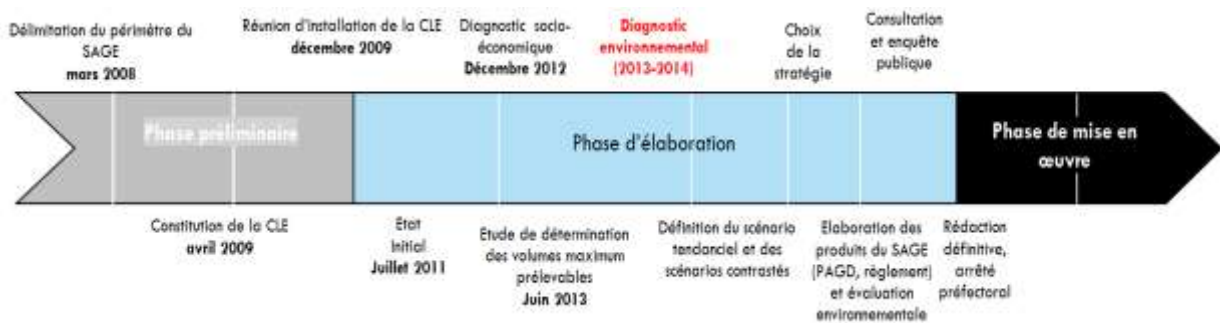 Délimitation du périmètre du
SAGE
mars 2008
Réunion d'installation de la CLE
décembre 2009
Diagnostic socio-
économique
Décembre 2012
Diagnostic
environnemental
(2013-2014)
Choix
de la
stratégie
Consultation
et enquête
publique
Phase préliminaire
Phase d'élaboration
Phase de mise en
œuvre
Constitution de la CLE
avril 2009
Etat
Initial
Juillet 2011
Etude de détermination
des volumes maximum
prélevables
Juin 2013
Définition du scénario
tendanciel et des
scénarios contrastés
Elaboration des
produits du SAGE
(PAGD, règlement)
et évaluation
environnementale
Rédaction
définitive,
arrêté
préfectoral